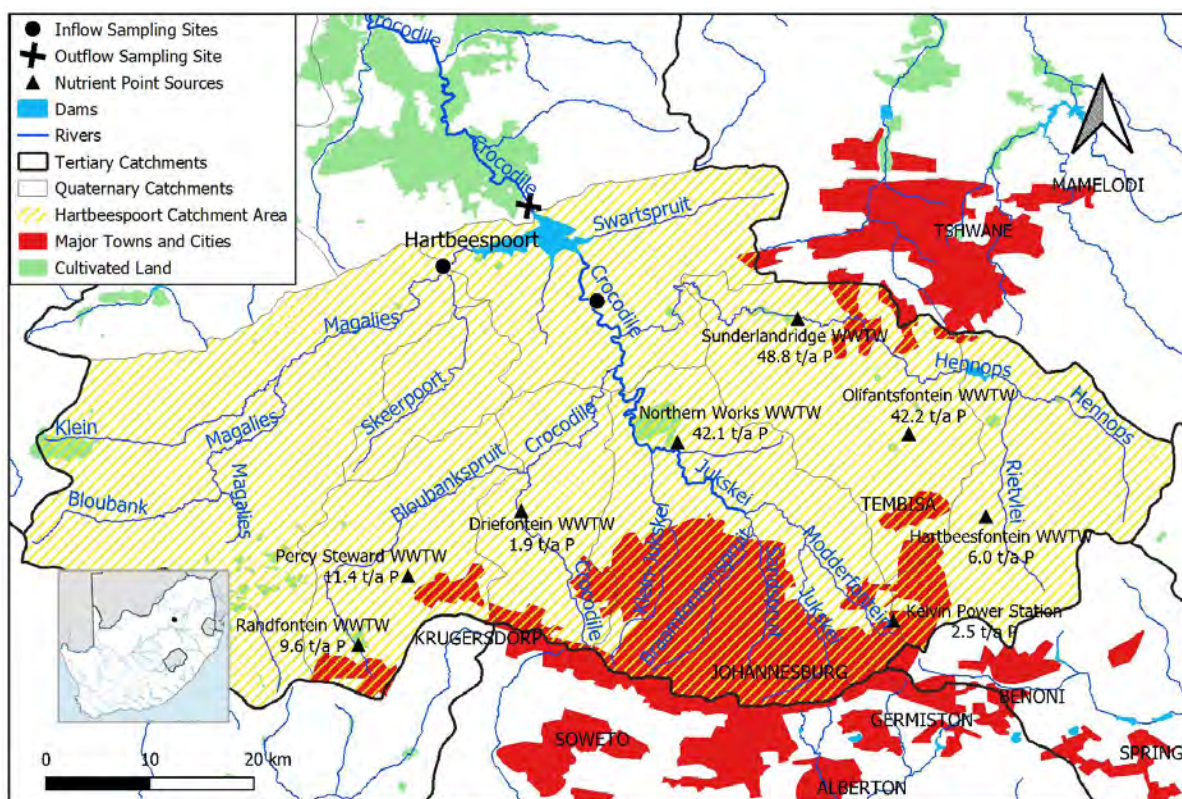 Inflow Sampling Sites
Outflow Sampling Site
Nutrient Point Sources
Dams
Rivers
Tertiary Catchments
Quaternary Catchments
Hartbeespoort Catchment Area
Major Towns and Cities
Cultivated Land
Crocodile
Crocodile
MAMELODI
Swartspruit
TSHWANE
Hartbeespoort
Crocodile
Magalies
Sunderlandridge WWTW
48.8 t/a P
Hennops
Hennops
Olifantsfontein WWTW
42.2 t/a P
Skeerpoort
Northern Works WWTW
42.1 t/a P
Klein
Magalies
Crocodile
Bloubankspruit
Jukskei
Rietvlei
Bloubank
Magalies
TEMBISA
Driefontein WWTW
1.9 t/a P
Klein Jukskei
Modderfontein
Hartbeesfontein WWTW
6.0 t/a P
Percy Steward WWTW
11.4 t/a P
Crocodile
Braamfonteinspruit
Sandspruit
Jukskei
Kelvin Power Station
2.5 t/a P
Randfontein WWTW
9.6 t/a P
KRUGERSDORP
JOHANNESBURG
BENONI
GERMISTON
SOWETO
SPRING
ALBERTON
0 10 20 km